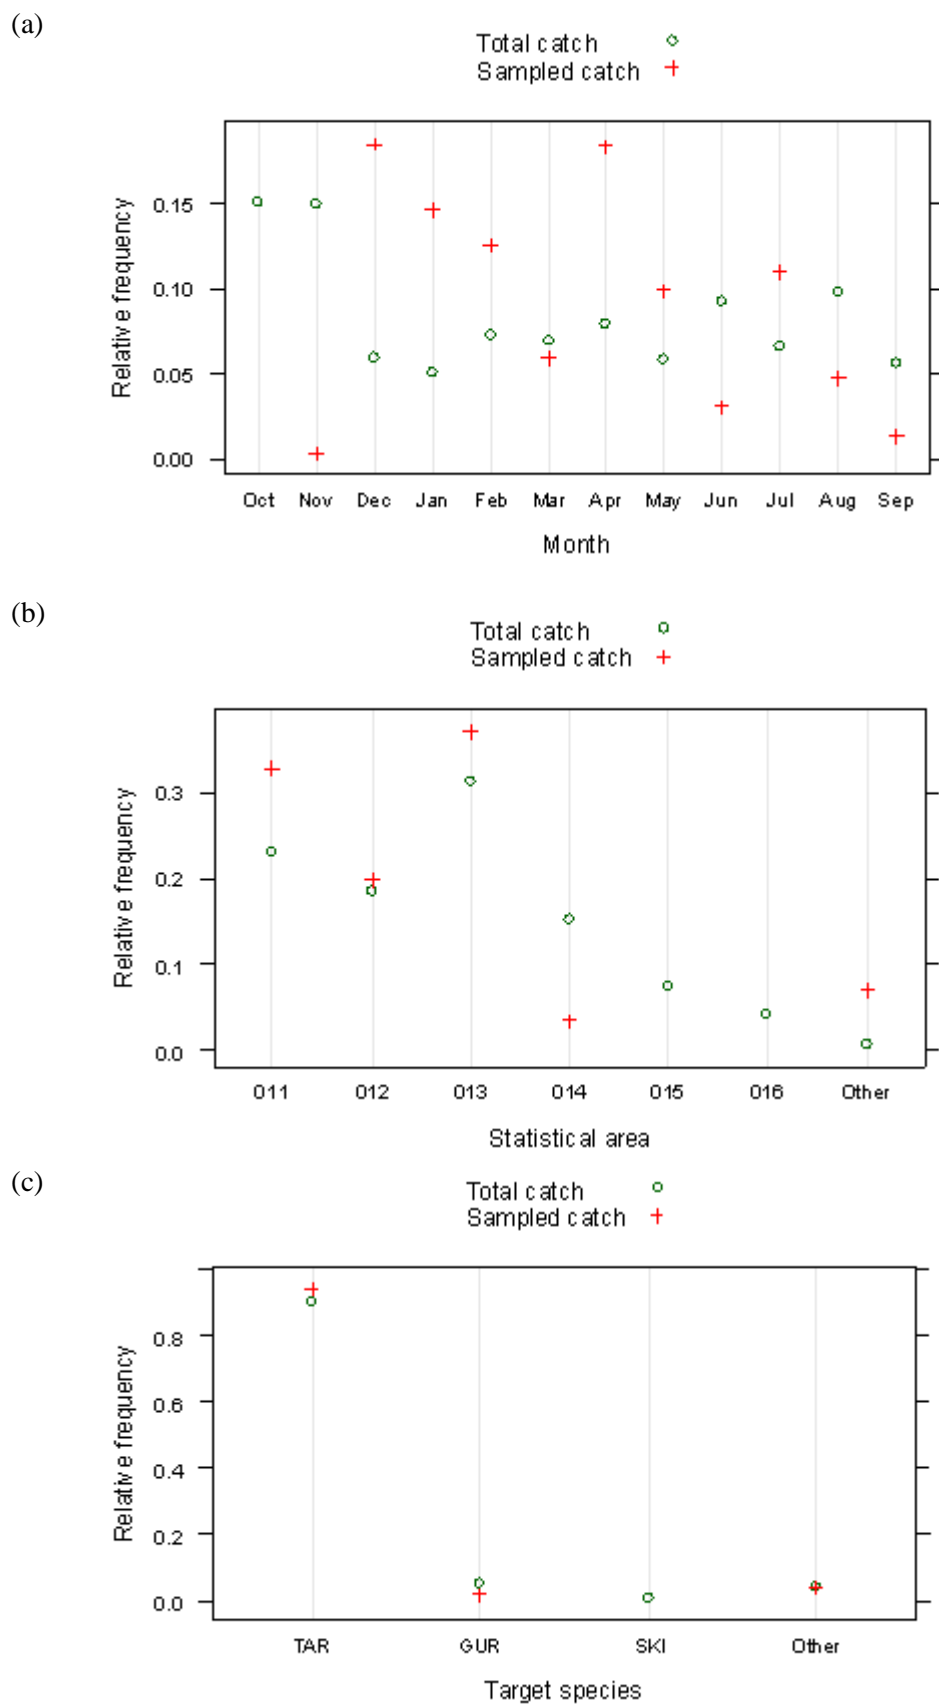 (a)
Total catch
Sampled catch
Relative frequency
0.15
0.10
0.05
0.00
Oct Nov Dec Jan Feb Mar Apr May Jun Jul Aug Sep
Month
(b)
Total catch
Sampled catch
Relative frequency
0.3
0.2
0.1
0.0
011 012 013 014 015 016 Other
Statistical area
(c)
Total catch
Sampled catch
Relative frequency
0.8
0.6
0.4
0.2
0.0
TAR GUR SKI Other
Target species